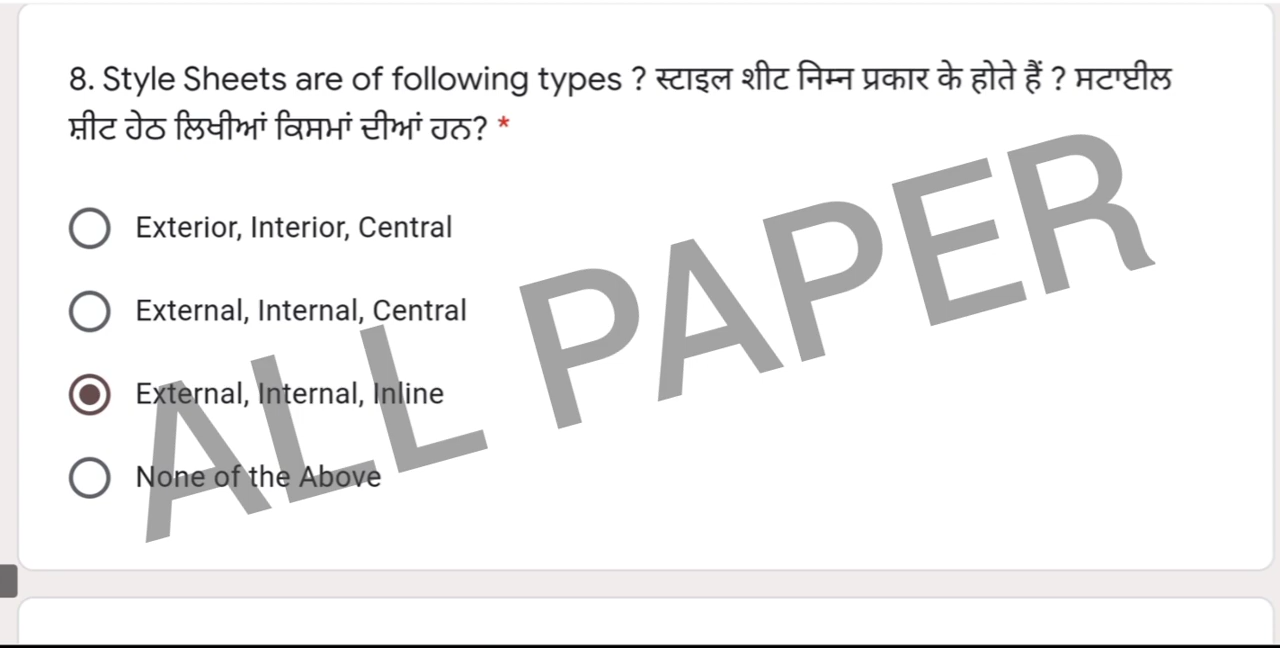 8. Style Sheets are of following types ? स्टाइल शीट निम्न प्रकार के होते हैं ? ਸਟਾਈਲ
ਸ਼ੀਟ ਹੇਠ ਲਿਖੀਆਂ ਕਿਸਮਾਂ ਦੀਆਂ ਹਨ? *
Exterior, Interior, Central
External, Internal, Central
External, Internal, Inline
None of the Above
ALL PAPER